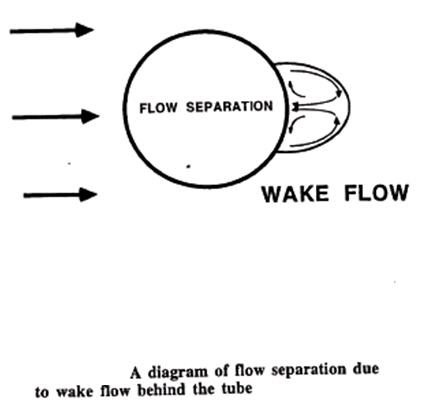 FLOW SEPARATION
WAKE FLOW
A diagram of flow separation due
to wake flow behind the tube